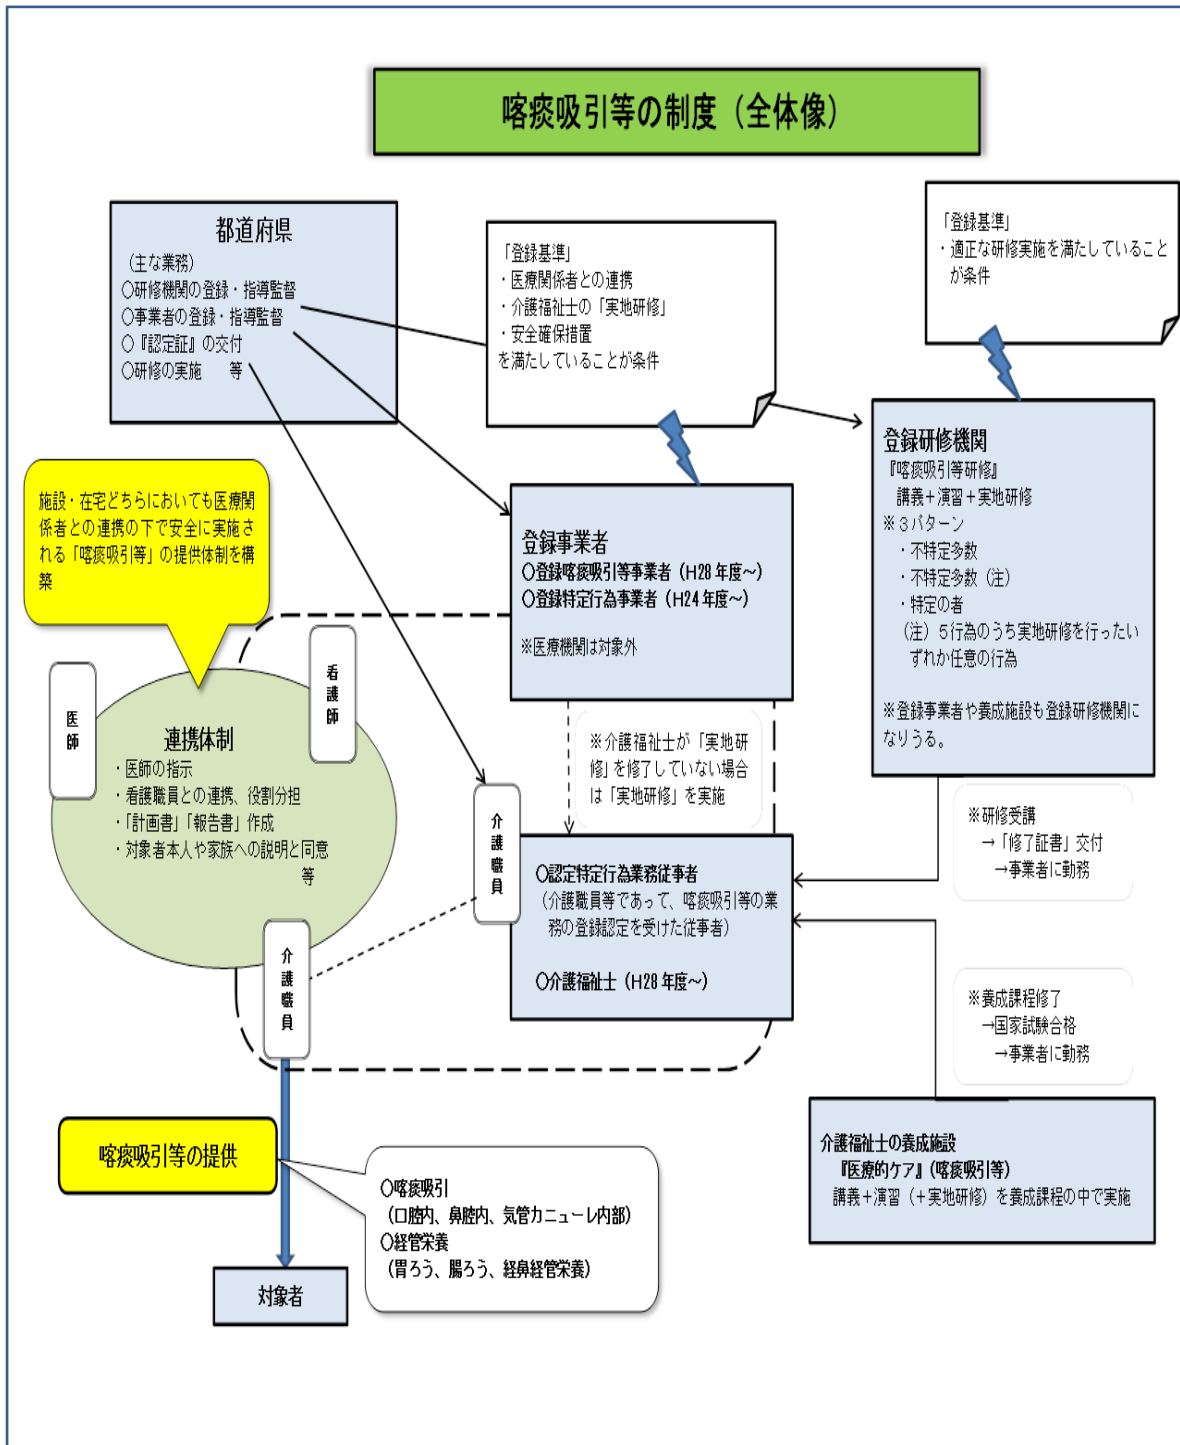 喀痰吸引等の制度（全体像）
都道府県
（主な業務）
○研修機関の登録・指導監督
○事業者の登録・指導監督
○『認定証』の交付
○研修の実施　等
「登録基準」
・医療関係者との連携
・介護福祉士の「実地研修」
・安全確保措置
を満たしていることが条件
「登録基準」
・適正な研修実施を満たしていること
が条件
登録研修機関
『喀痰吸引等研修』
講義＋演習＋実地研修
※３パターン
・不特定多数
・不特定多数（注）
・特定の者
（注）５行為のうち実地研修を行ったい
ずれか任意の行為
※登録事業者や養成施設も登録研修機関に
なりうる。
施設・在宅どちらにおいても医療関
係者との連携の下で安全に実施さ
れる「喀痰吸引等」の提供体制を構
築
登録事業者
○登録喀痰吸引等事業者（H28 年度～）
○登録特定行為事業者（H24 年度～）
※医療機関は対象外
医師
看護師
連携体制
・医師の指示
・看護職員との連携、役割分担
・「計画書」「報告書」作成
・対象者本人や家族への説明と同意
等
介護職員
※介護福祉士が「実地研
修」を修了していない場合
は「実地研修」を実施
介護職員
○認定特定行為業務従事者
（介護職員等であって、喀痰吸引等の業
務の登録認定を受けた従事者）
○介護福祉士（H28 年度～）
※研修受講
→「修了証書」交付
→事業者に勤務
※養成課程修了
→国家試験合格
→事業者に勤務
介護福祉士の養成施設
『医療的ケア』（喀痰吸引等）
講義＋演習（＋実地研修）を養成課程の中で実施
喀痰吸引等の提供
○喀痰吸引
（口腔内、鼻腔内、気管カニューレ内部）
○経管栄養
（胃ろう、腸ろう、経鼻経管栄養）
対象者